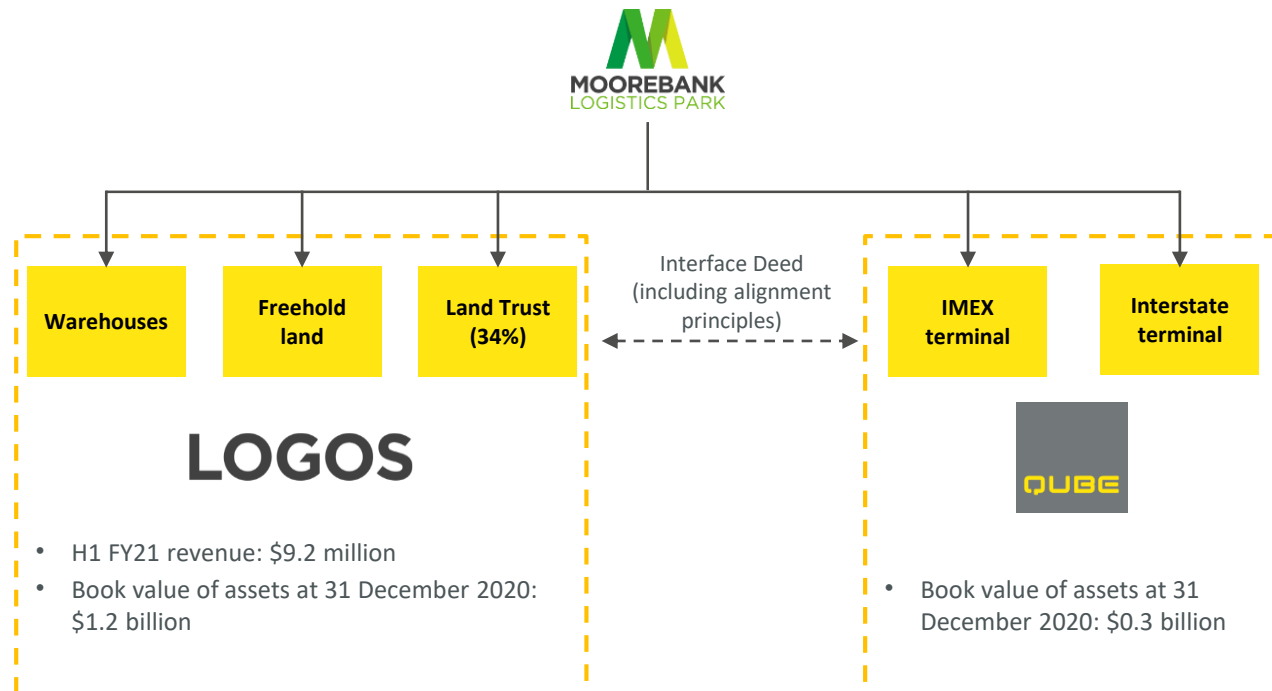 MOOREBANK
LOGISTICS PARK
Warehouses
Freehold
land
Land Trust
(34%)
Interface Deed
(including alignment
principles)
IMEX
terminal
Interstate
terminal
LOGOS
QUBE
• H1 FY21 revenue: $9.2 million
• Book value of assets at 31 December 2020:
$1.2 billion
• Book value of assets at 31
December 2020: $0.3 billion